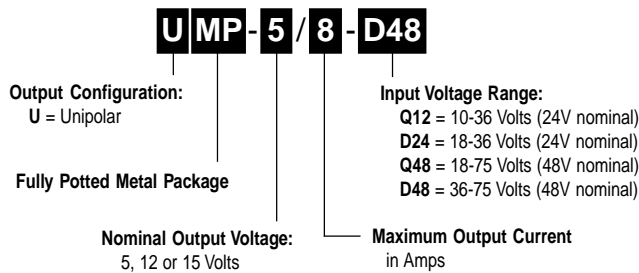 UMP-5/8-D48
Output Configuration:
U = Unipolar
Fully Potted Metal Package
Nominal Output Voltage:
5, 12 or 15 Volts
Input Voltage Range:
Q12 = 10-36 Volts (24V nominal)
D24 = 18-36 Volts (24V nominal)
Q48 = 18-75 Volts (48V nominal)
D48 = 36-75 Volts (48V nominal)
Maximum Output Current
in Amps